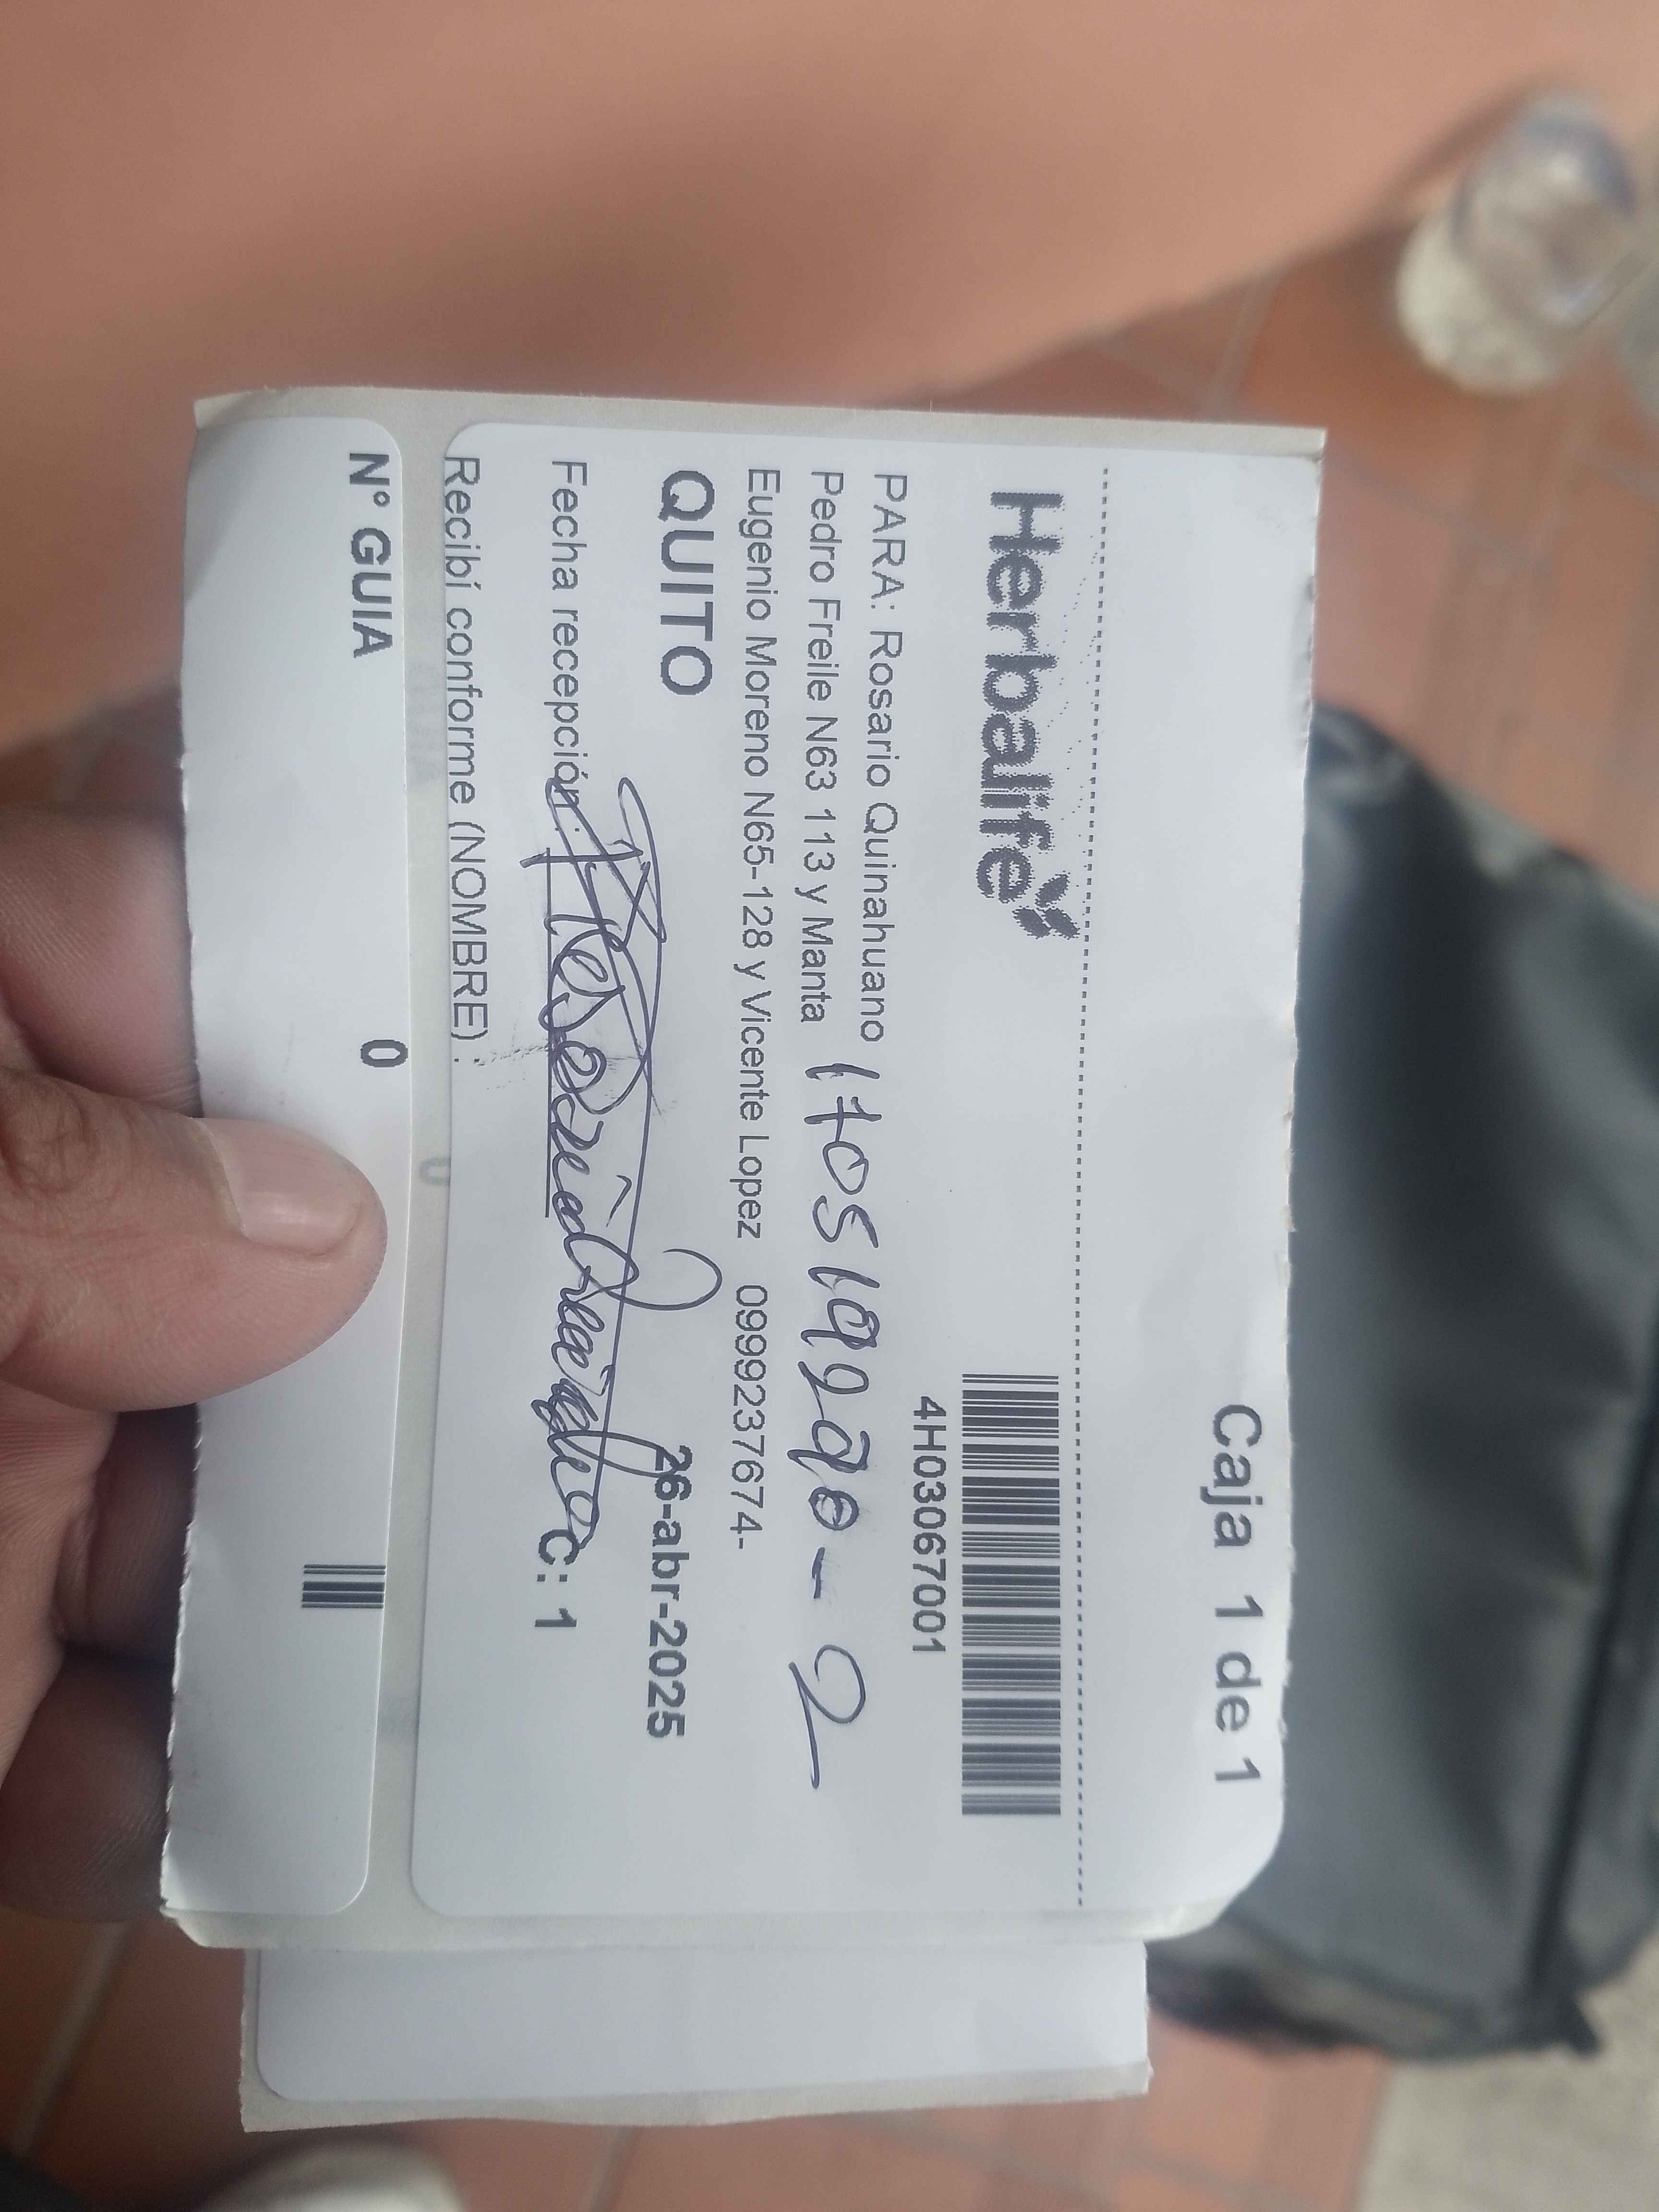 Caja 1 de 1
Herbalife
4H03067001
PARA: Rosario Quinahuano
Pedro Freile N63 113 y Manta
Eugenio Moreno N65-128 y Vicente Lopez 0999237674-
QUITO
26-abr-2025
Fecha recepción:
C: 1
Recibí conforme (NOMBRE) :
N° GUIA 0